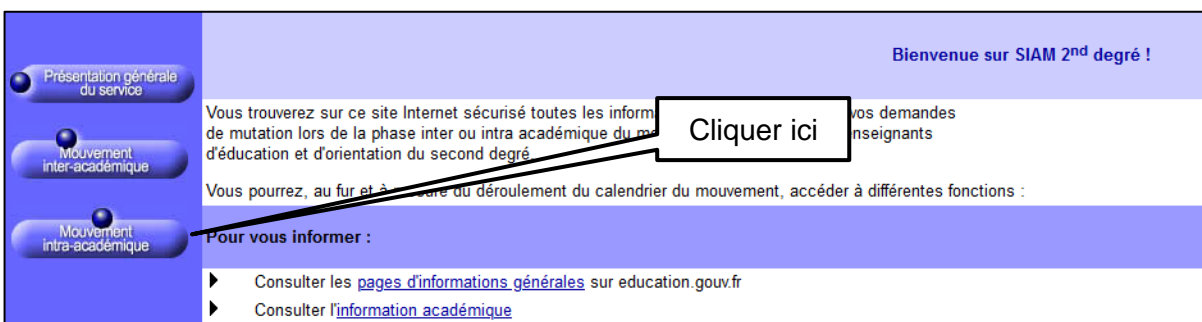 Bienvenue sur SIAM 2nd degré !
Présentation générale
du service
Mouvement
inter-académique
Mouvement
intra-académique
Vous trouverez sur ce site Internet sécurisé toutes les vos demandes
de mutation lors de la phase inter ou intra académique du enseignants
d'éducation et d'orientation du second degré.
Vous pourrez, au fur et à mesure du déroulement du calendrier du mouvement, accéder à différentes fonctions :
Cliquer ici
Pour vous informer :
Consulter les pages d'informations générales sur education.gouv.fr
Consulter l'information académique